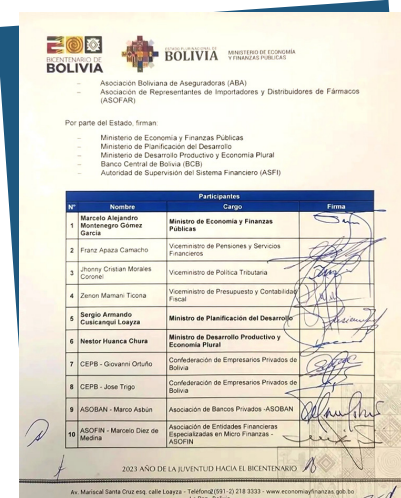 BICENTENARIO DE
BOLIVIA
ESTADO PLURINACIONAL DE
BOLIVIA
MINISTERIO DE ECONOMÍA
Y FINANZAS PÚBLICAS
– Asociación Boliviana de Aseguradoras (ABA)
– Asociación de Representantes de Importadores y Distribuidores de Fármacos
(ASOFAR)
Por parte del Estado, firman:
– Ministerio de Economía y Finanzas Públicas
– Ministerio de Planificación del Desarrollo
– Ministerio de Desarrollo Productivo y Economía Plural
– Banco Central de Bolivia (BCB)
– Autoridad de Supervisión del Sistema Financiero (ASFI)
Participantes
N° Nombre Cargo Firma
1 Marcelo Alejandro Montenegro Gómez García Ministro de Economía y Finanzas Públicas
2 Franz Apaza Camacho Viceministro de Pensiones y Servicios Financieros
3 Jhonny Cristian Morales Coronel Viceministro de Política Tributaria
4 Zenon Mamani Ticona Viceministro de Presupuesto y Contabilidad Fiscal
5 Sergio Armando Cusicanqui Loayza Ministro de Planificación del Desarrollo
6 Nestor Huanca Chura Ministro de Desarrollo Productivo y Economía Plural
7 CEPB - Giovanni Ortuño Confederación de Empresarios Privados de Bolivia
8 CEPB - Jose Trigo Confederación de Empresarios Privados de Bolivia
9 ASOBAN - Marco Asbún Asociación de Bancos Privados -ASOBAN
10 ASOFIN - Marcelo Diez de Medina Asociación de Entidades Financieras Especializadas en Micro Finanzas - ASOFIN
2023 AÑO DE LA JUVENTUD HACIA EL BICENTENARIO
Av. Mariscal Santa Cruz esq. calle Loayza - Teléfono(591-2) 218 3333 - www.economiayfinanzas.gob.bo